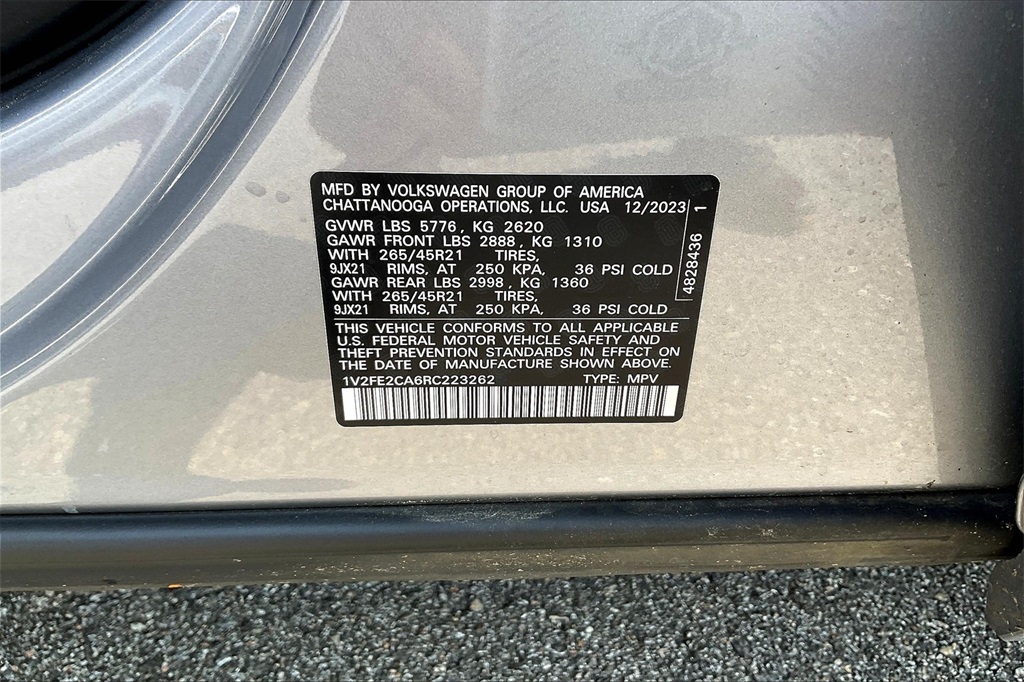 MFD BY VOLKSWAGEN GROUP OF AMERICA
CHATTANOOGA OPERATIONS, LLC. USA 12/2023
GVWR LBS 5776, KG 2620
GAWR FRONT LBS 2888, KG 1310
WITH 265/45R21 TIRES,
9JX21 RIMS, AT 250 KPA, 36 PSI COLD
GAWR REAR LBS 2998, KG 1360
WITH 265/45R21 TIRES,
9JX21 RIMS, AT 250 KPA, 36 PSI COLD
4828436 1
THIS VEHICLE CONFORMS TO ALL APPLICABLE
U.S. FEDERAL MOTOR VEHICLE SAFETY AND
THEFT PREVENTION STANDARDS IN EFFECT ON
THE DATE OF MANUFACTURE SHOWN ABOVE.
1V2FE2CA6RC223262 TYPE: MPV